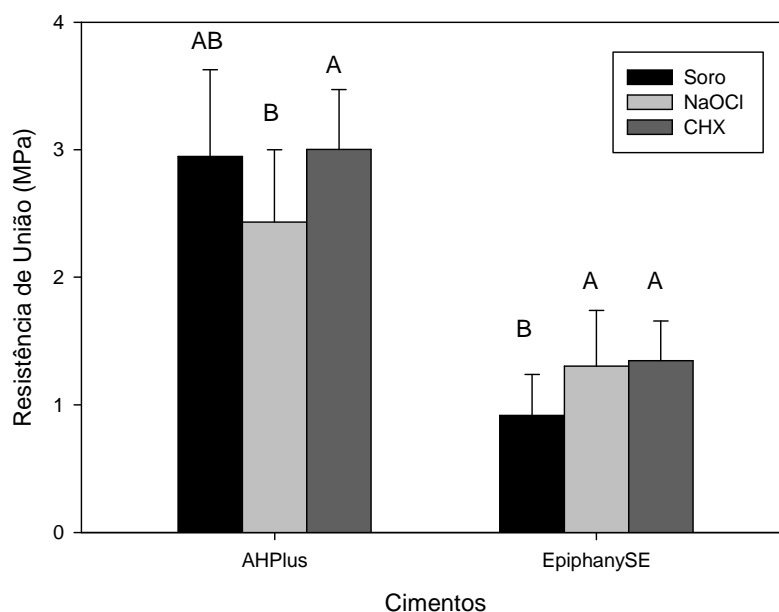 4
AB
A
Soro
B
NaOCl
CHX
3
Resistência de União (MPa)
2
A
A
B
1
0
AHPlus
EpiphanySE
Cimentos